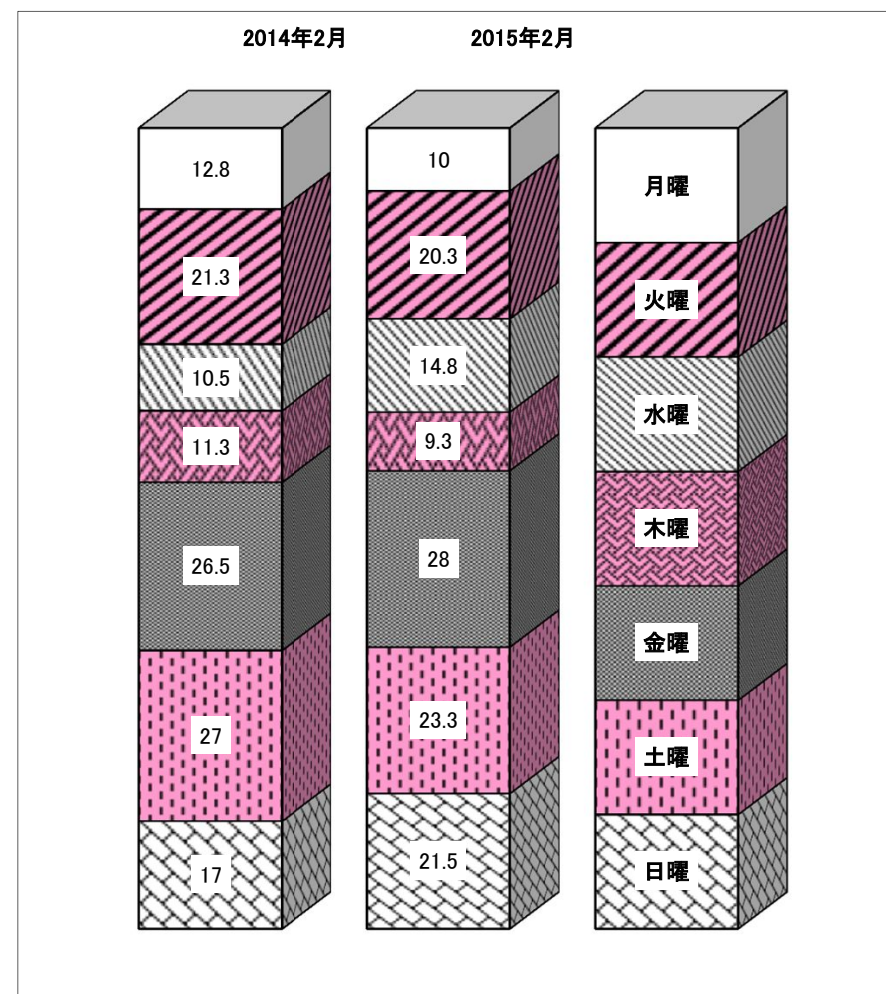 2014年2月 2015年2月
12.8 10 月曜
21.3 20.3 火曜
10.5 14.8 水曜
11.3 9.3 木曜
26.5 28 金曜
27 23.3 土曜
17 21.5 日曜